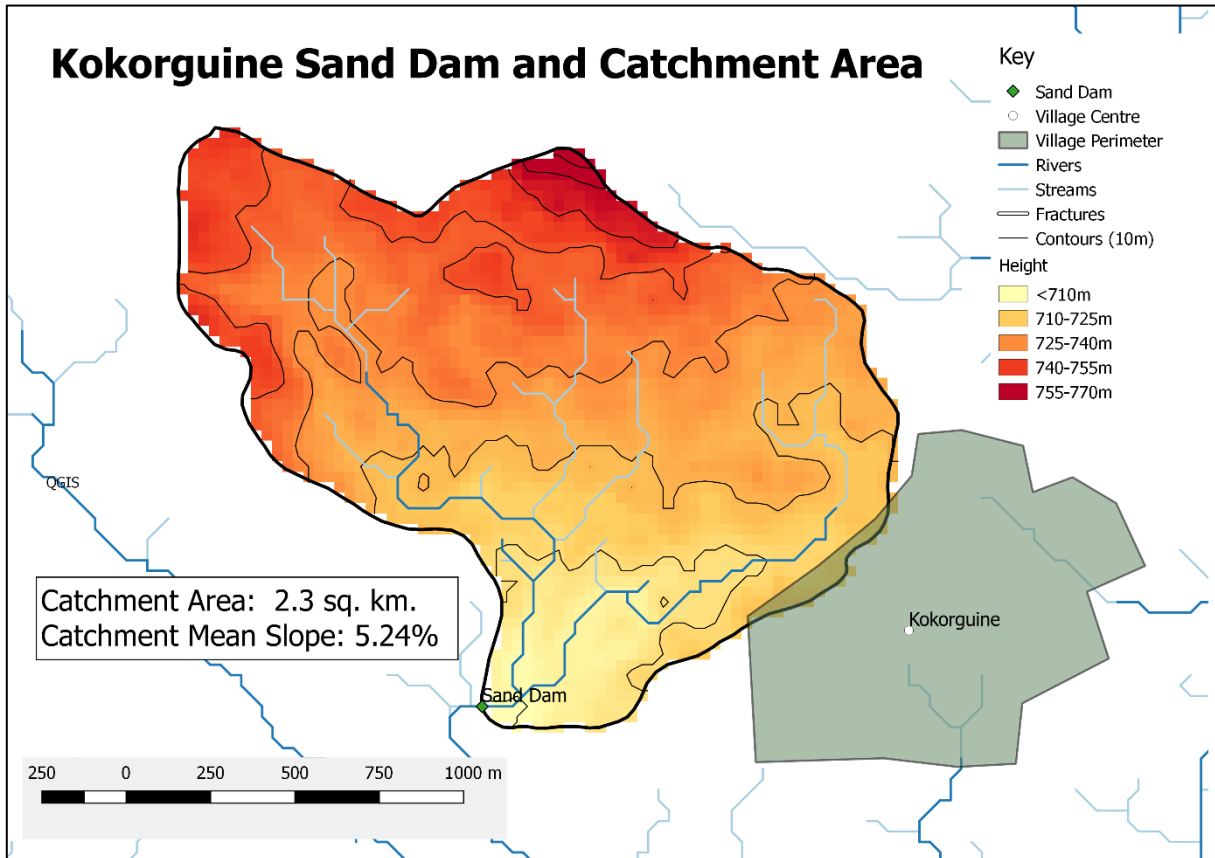 Kokorguine Sand Dam and Catchment Area
Key
Sand Dam
Village Centre
Village Perimeter
Rivers
Streams
Fractures
Contours (10m)
Height
<710m
710-725m
725-740m
740-755m
755-770m
QGIS
Catchment Area: 2.3 sq. km.
Catchment Mean Slope: 5.24%
Kokorguine
Sand Dam
250 0 250 500 750 1000 m